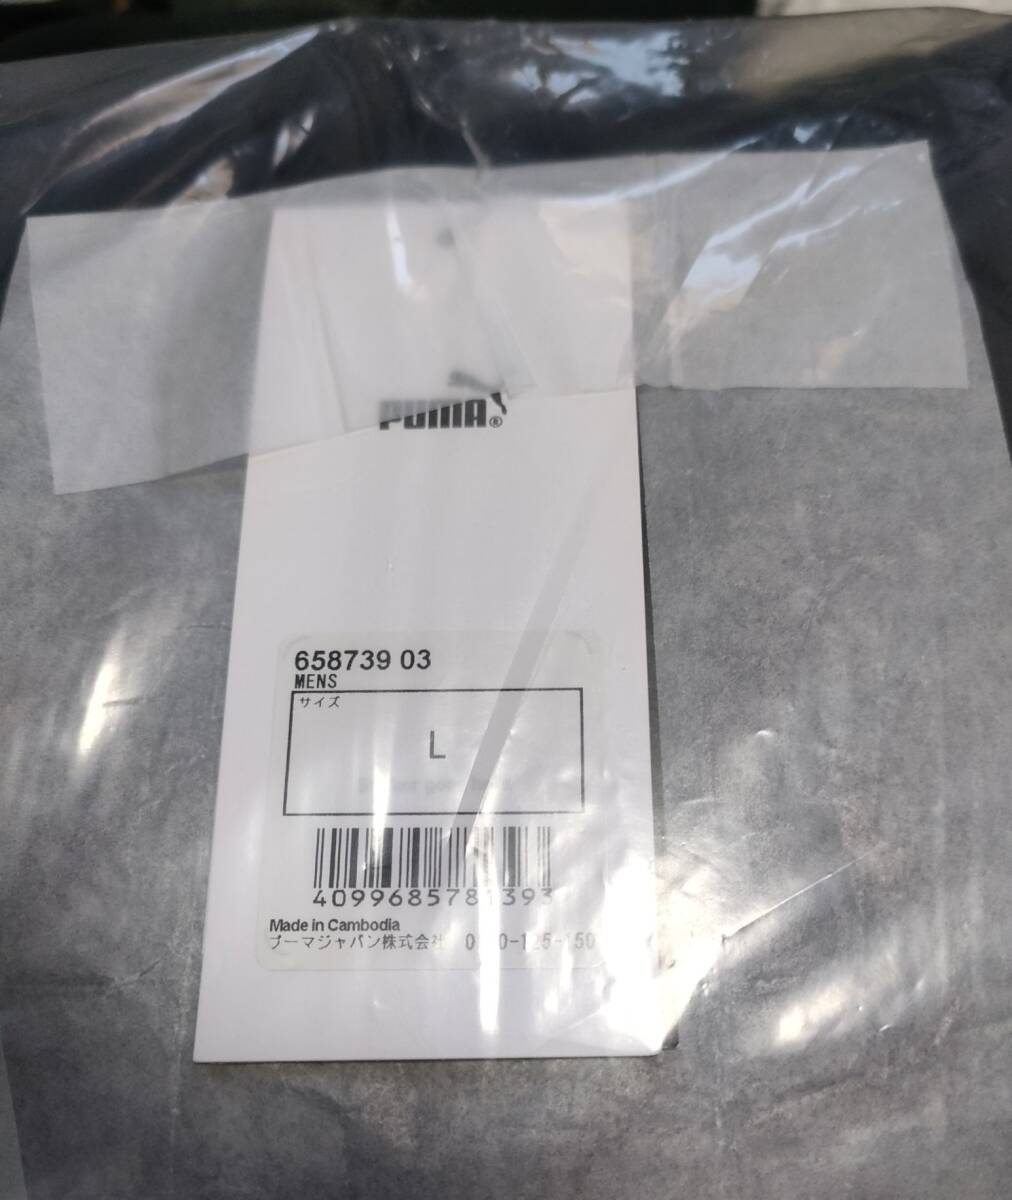 PUMA®
658739 03
MENS
サイズ
L
4099685781393
Made in Cambodia
プーマジャパン株式会社